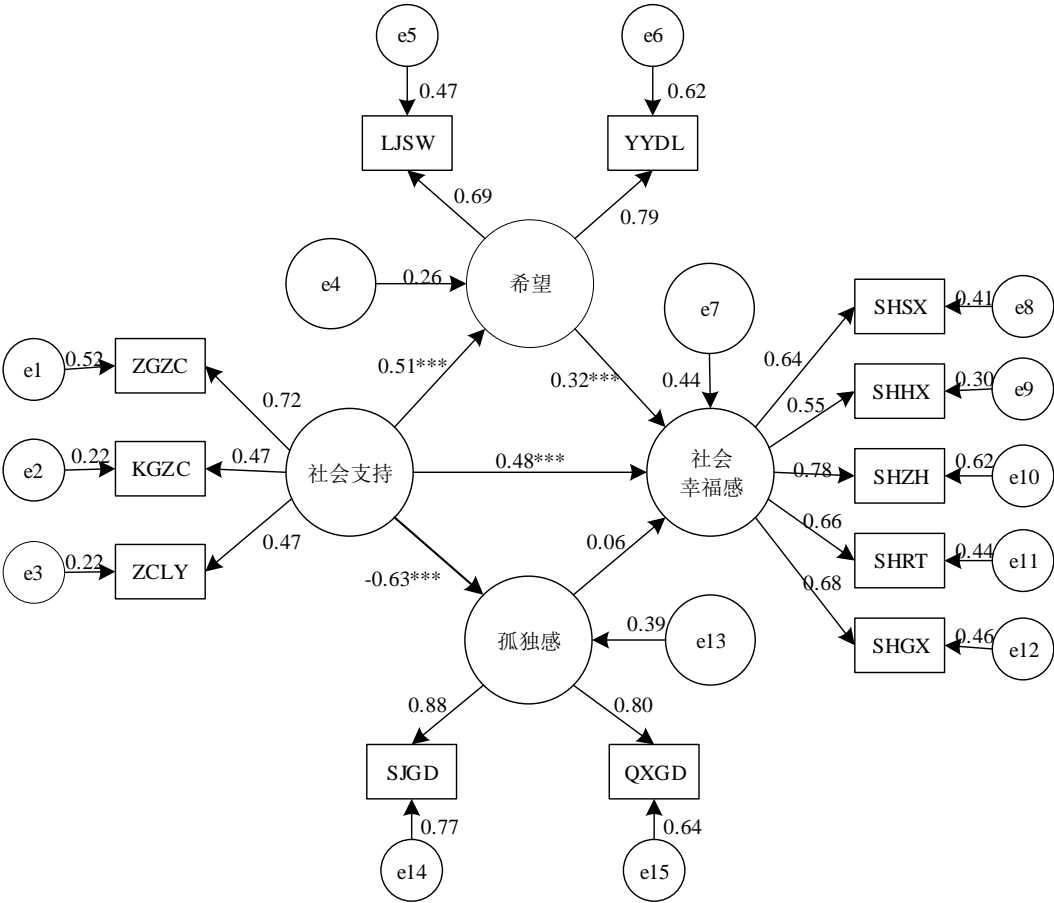 e5
e6
0.47
0.62
LJSW
YYDL
0.69
0.79
e4
0.26
希望
e7
SHSX
0.41
e8
e1
0.52
ZGZC
0.51***
0.32***
0.44
0.64
0.72
0.55
SHHX
0.30
e9
e2
0.22
KGZC
0.47
社会支持
0.48***
社会
幸福感
0.78
SHZH
0.62
e10
0.47
0.06
0.66
e3
0.22
ZCLY
-0.63***
0.68
SHRT
0.44
e11
孤独感
0.39
e13
SHGX
0.46
e12
0.88
0.80
SJGD
QXGD
0.77
0.64
e14
e15